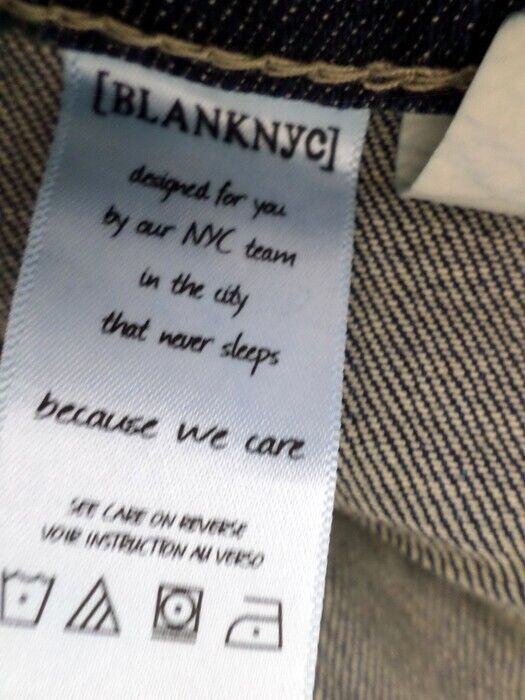 [BLANKNYC]
designed for you
by our NYC team
in the city
that never sleeps
because we care
SEE CARE ON REVERSE
VOIR INSTRUCTION AU VERSO